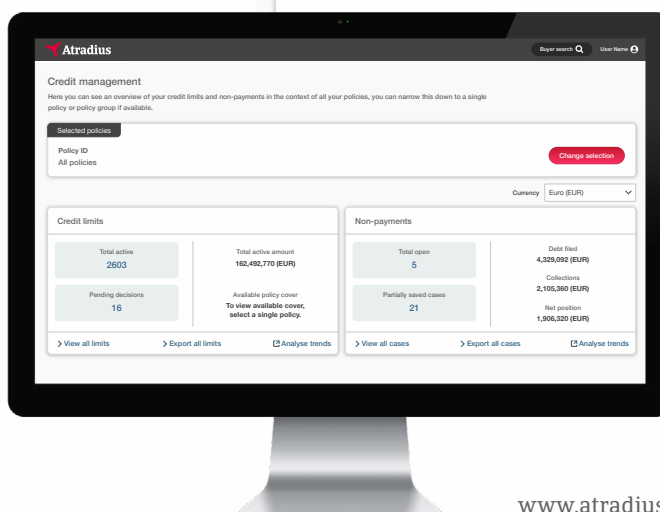 Atradius
Buyer search
User Name
Credit management
Here you can see an overview of your credit limits and non-payments in the context of all your policies, you can narrow this down to a single
policy or policy group if available.
Selected policies
Policy ID
All policies
Change selection
Currency
Euro (EUR)
Credit limits
Total active
2603
Total active amount
162,492,770 (EUR)
Pending decisions
16
Available policy cover
To view available cover,
select a single policy.
View all limits
Export all limits
Analyse trends
Non-payments
Total open
5
Debt filed
4,329,092 (EUR)
Collections
2,105,360 (EUR)
Partially saved cases
21
Net position
1,906,320 (EUR)
View all cases
Export all cases
Analyse trends
www.atradius